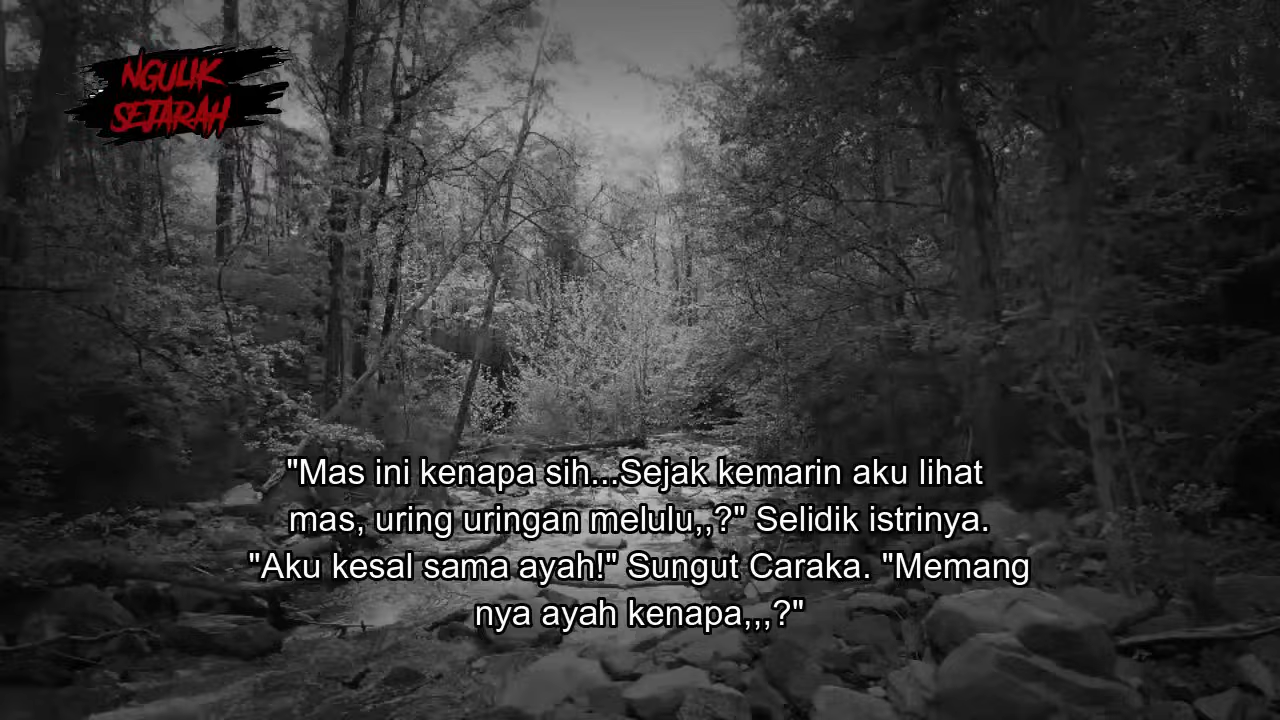 NGULIK
SEJARAH
"Mas ini kenapa sih...Sejak kemarin aku lihat
mas, uring uringan melulu,,?" Selidik istrinya.
"Aku kesal sama ayah!" Sungut Caraka. "Memang
nya ayah kenapa,,,?"